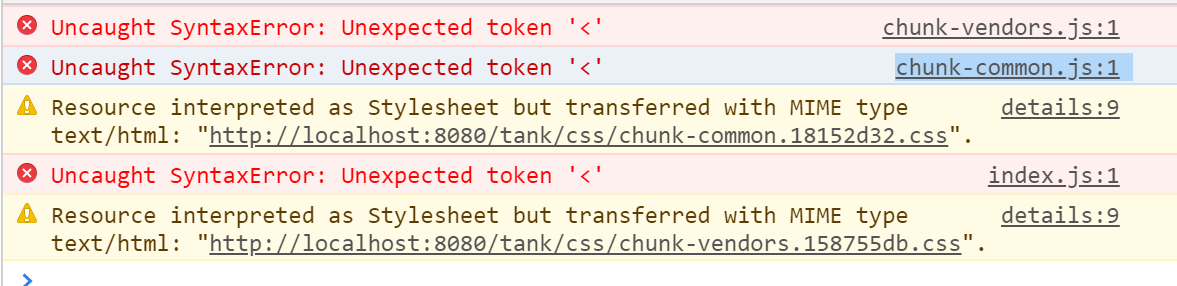 Uncaught SyntaxError: Unexpected token '<' chunk-vendors.js:1
Uncaught SyntaxError: Unexpected token '<' chunk-common.js:1
Resource interpreted as Stylesheet but transferred with MIME type details:9
text/html: "http://localhost:8080/tank/css/chunk-common.18152d32.css".
Uncaught SyntaxError: Unexpected token '<' index.js:1
Resource interpreted as Stylesheet but transferred with MIME type details:9
text/html: "http://localhost:8080/tank/css/chunk-vendors.158755db.css".